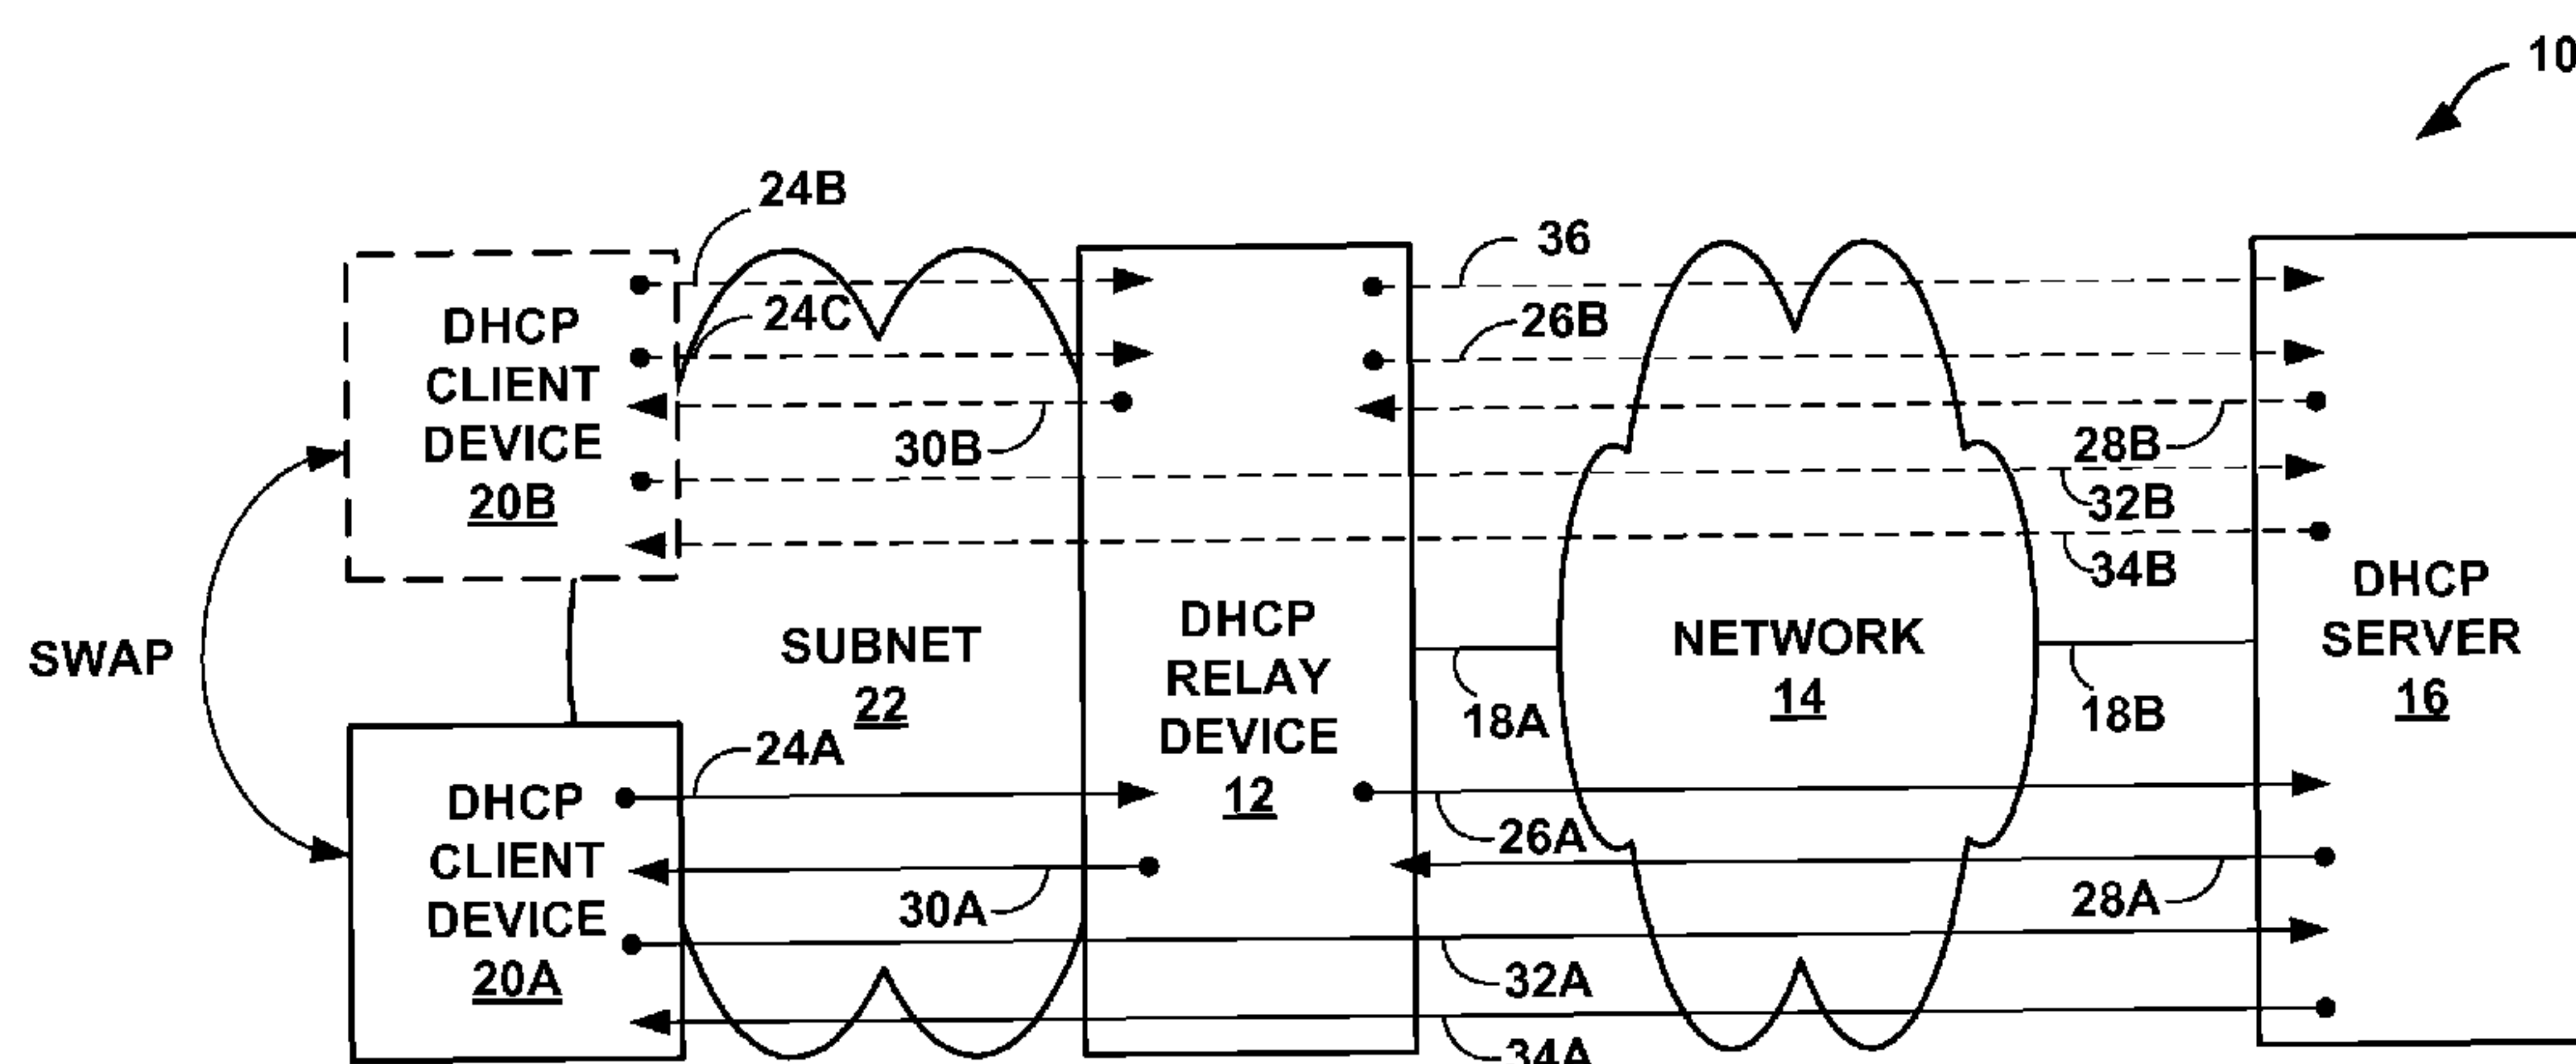 10
24B
36
24C
26B
DHCP
CLIENT
DEVICE
20B
30B
28B
32B
34B
SWAP
SUBNET
22
DHCP
RELAY
DEVICE
12
18A
NETWORK
14
18B
DHCP
SERVER
16
24A
26A
DHCP
CLIENT
DEVICE
20A
30A
28A
32A
34A